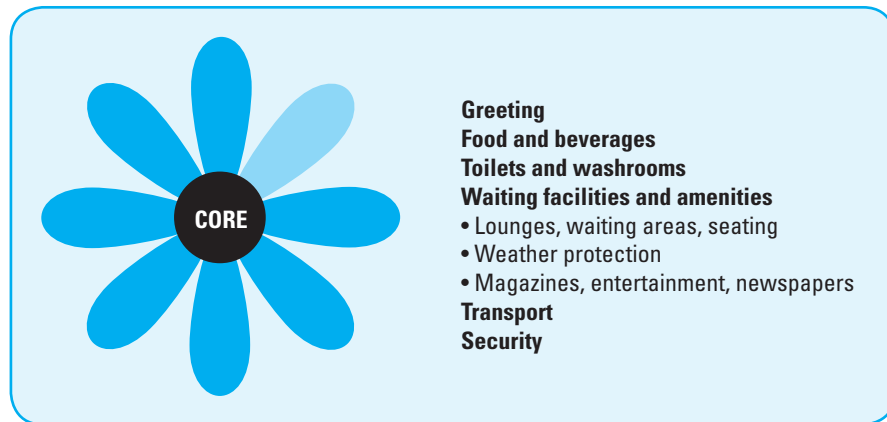 CORE
Greeting
Food and beverages
Toilets and washrooms
Waiting facilities and amenities
• Lounges, waiting areas, seating
• Weather protection
• Magazines, entertainment, newspapers
Transport
Security